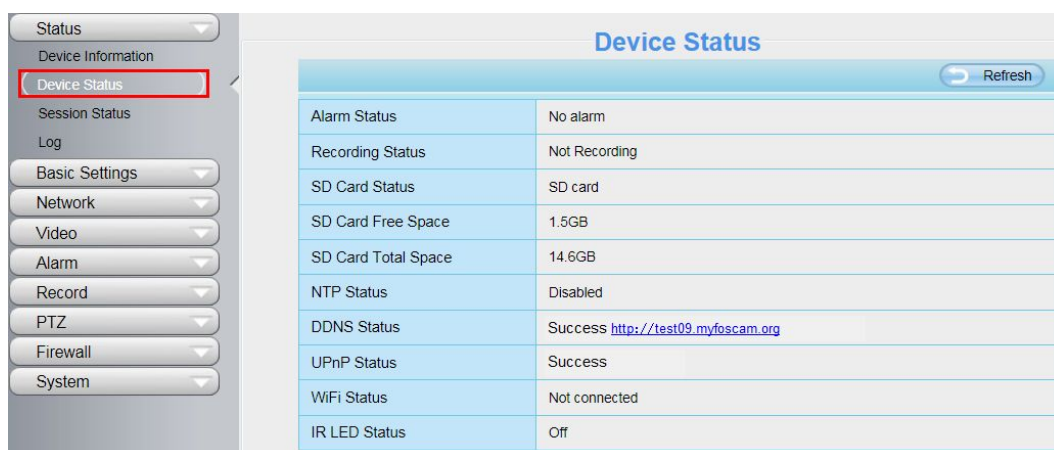 Status
Device Information
Device Status
Session Status
Log
Basic Settings
Network
Video
Alarm
Record
PTZ
Firewall
System
Device Status
Refresh
Alarm Status No alarm
Recording Status Not Recording
SD Card Status SD card
SD Card Free Space 1.5GB
SD Card Total Space 14.6GB
NTP Status Disabled
DDNS Status Success http://test09.myfoscam.org
UPnP Status Success
WiFi Status Not connected
IR LED Status Off